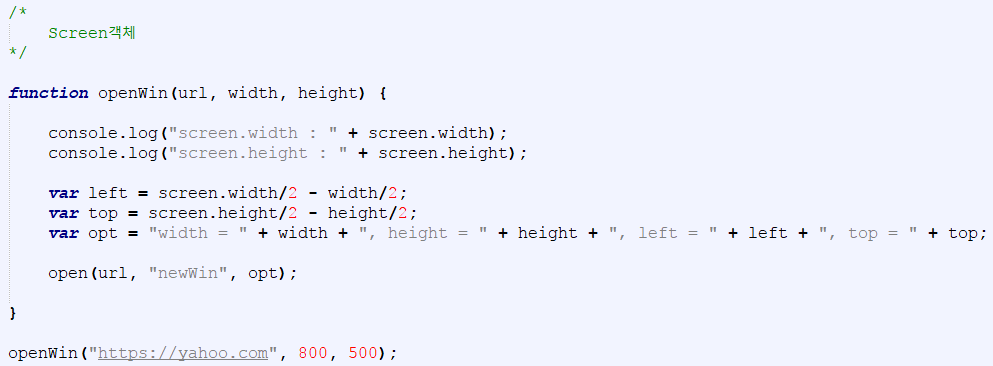 /*
    Screen객체
*/
function openWin(url, width, height) {
    console.log("screen.width : " + screen.width);
    console.log("screen.height : " + screen.height);
    var left = screen.width/2 - width/2;
    var top = screen.height/2 - height/2;
    var opt = "width = " + width + ", height = " + height + ", left = " + left + ", top = " + top;
    open(url, "newWin", opt);
}
openWin("https://yahoo.com", 800, 500);